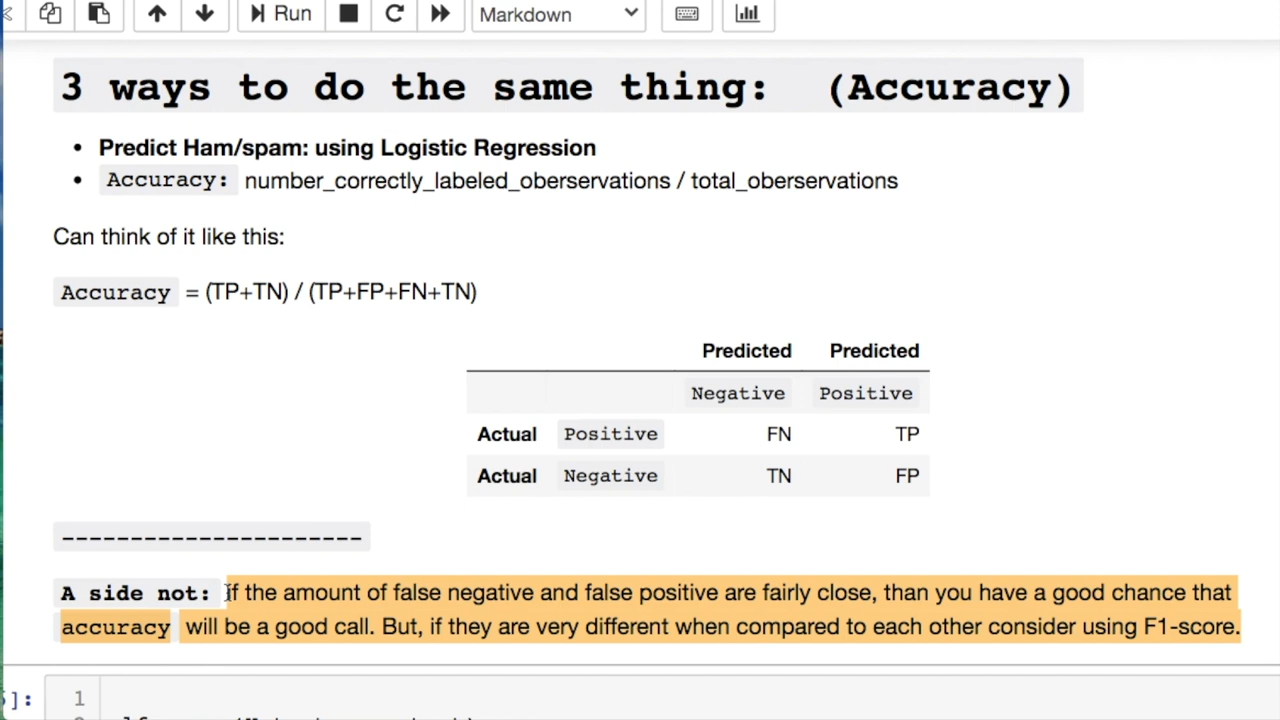 Run Markdown
3 ways to do the same thing: (Accuracy)
• Predict Ham/spam: using Logistic Regression
• Accuracy: number_correctly_labeled_oberservations / total_oberservations
Can think of it like this:
Accuracy = (TP+TN) / (TP+FP+FN+TN)
Predicted Predicted
Negative Positive
Actual Positive FN TP
Actual Negative TN FP
----------------------
A side not: if the amount of false negative and false positive are fairly close, than you have a good chance that
accuracy will be a good call. But, if they are very different when compared to each other consider using F1-score.
]: 1